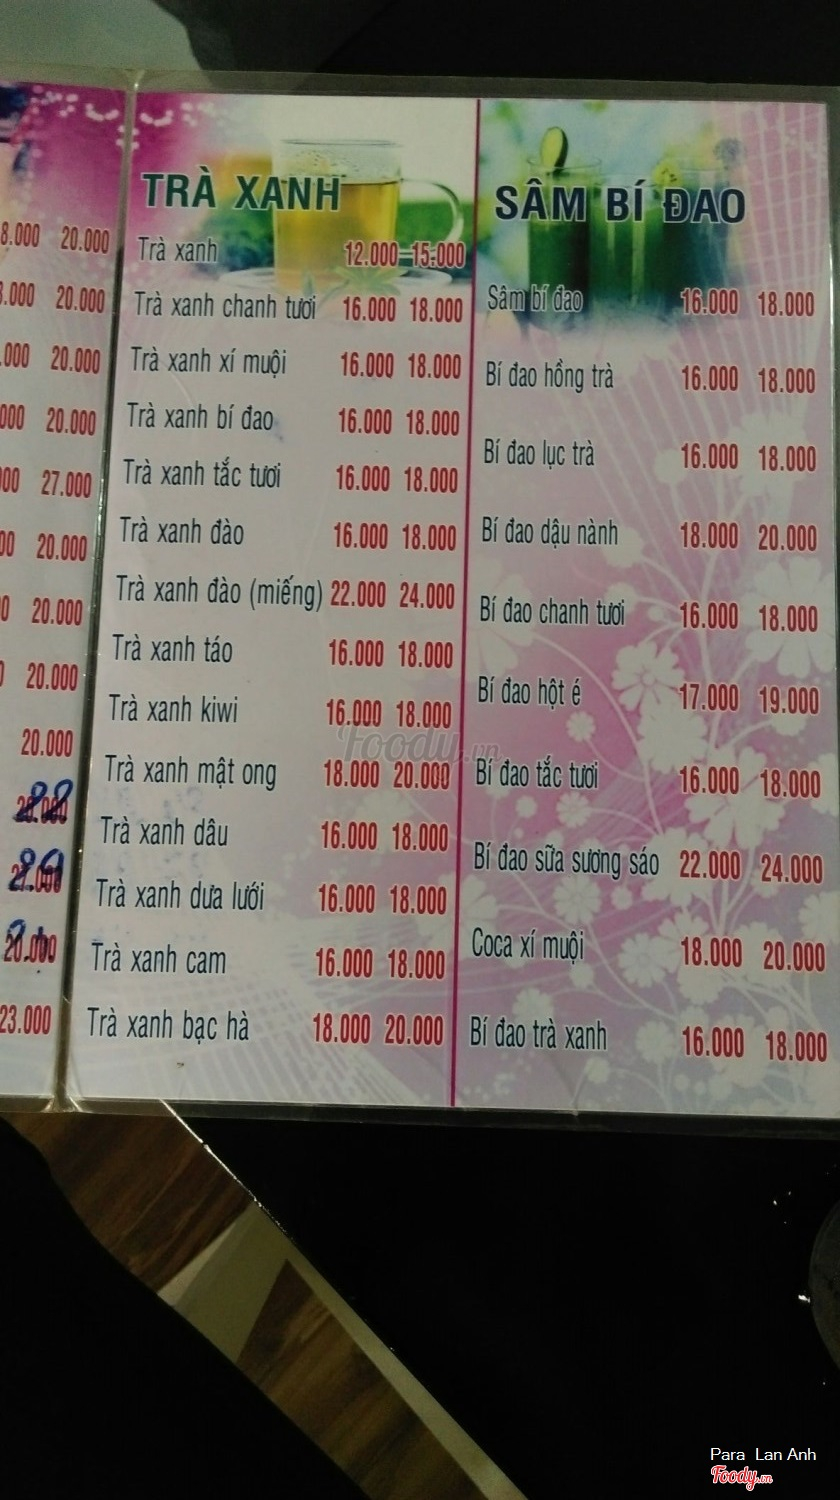 20.000
20.000
20.000
20.000
27.000
20.000
20.000
20.000
20.000
22
23.000
TRÀ XANH
Trà xanh 12.000 15.000
Trà xanh chanh tươi 16.000 18.000
Trà xanh xí muội 16.000 18.000
Trà xanh bí đao 16.000 18.000
Trà xanh tắc tươi 16.000 18.000
Trà xanh đào 16.000 18.000
Trà xanh đào (miếng) 22.000 24.000
Trà xanh táo 16.000 18.000
Trà xanh kiwi 16.000 18.000
Trà xanh mật ong 18.000 20.000
Trà xanh dâu 16.000 18.000
Trà xanh dưa lưới 16.000 18.000
Trà xanh cam 16.000 18.000
Trà xanh bạc hà 18.000 20.000
SÂM BÍ ĐAO
Sâm bí đao 16.000 18.000
Bí đao hồng trà 16.000 18.000
Bí đao lục trà 16.000 18.000
Bí đao dậu nành 18.000 20.000
Bí đao chanh tươi 16.000 18.000
Bí đao hột é 17.000 19.000
Bí đao tắc tươi 16.000 18.000
Bí đao sữa sương sáo 22.000 24.000
Coca xí muội 18.000 20.000
Bí đao trà xanh 16.000 18.000
Foody.vn
Para Lan Anh
Foody.vn